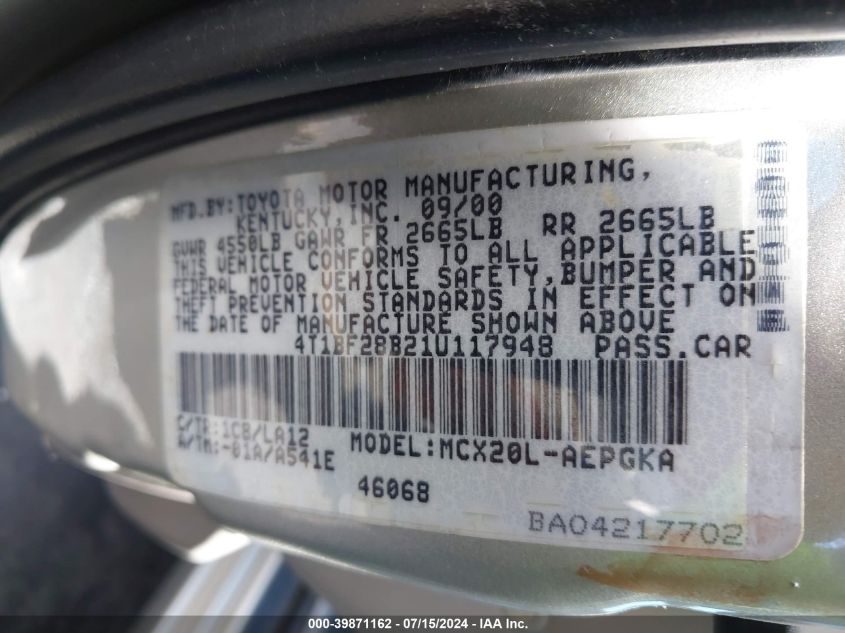 MFD.BY:TOYOTA MOTOR MANUFACTURING,
KENTUCKY,INC. 09/00
GVWR 4550LB GAWR FR 2665LB RR 2665LB
THIS VEHICLE CONFORMS TO ALL APPLICABLE
FEDERAL MOTOR VEHICLE SAFETY,BUMPER AND
THEFT PREVENTION STANDARDS IN EFFECT ON
THE DATE OF MANUFACTURE SHOWN ABOVE
4T1BF28B21U117948 PASS.CAR
C/TR:1C8/LA12
A/TM:-01A/A541E
MODEL:MCX20L-AEPGKA
46068
BA04217702
000-39871162 - 07/15/2024 - IAA Inc.